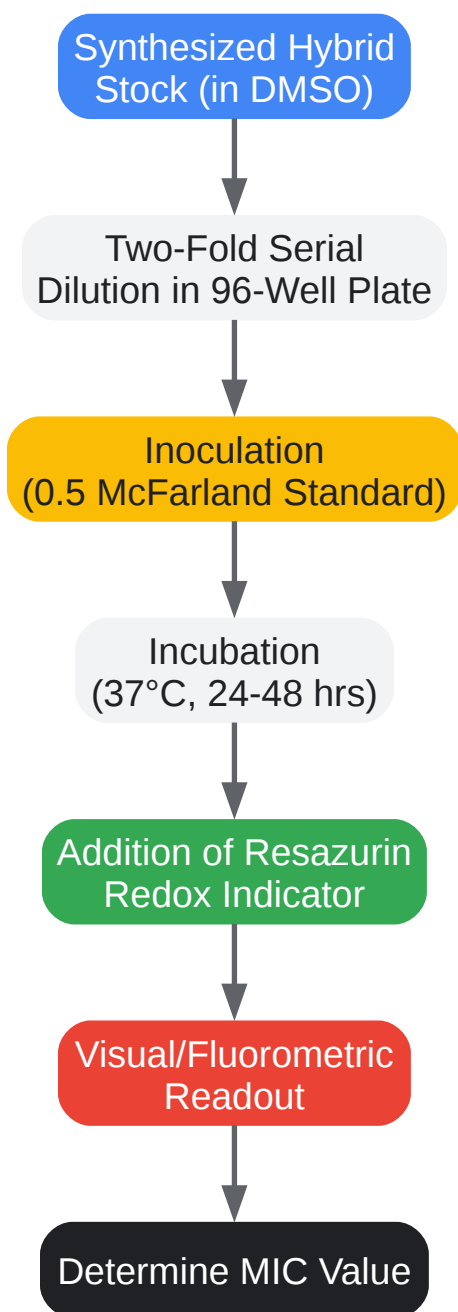 Synthesized Hybrid
Stock (in DMSO)
Two-Fold Serial
Dilution in 96-Well Plate
Inoculation
(0.5 McFarland Standard)
Incubation
(37°C, 24-48 hrs)
Addition of Resazurin
Redox Indicator
Visual/Fluorometric
Readout
Determine MIC Value